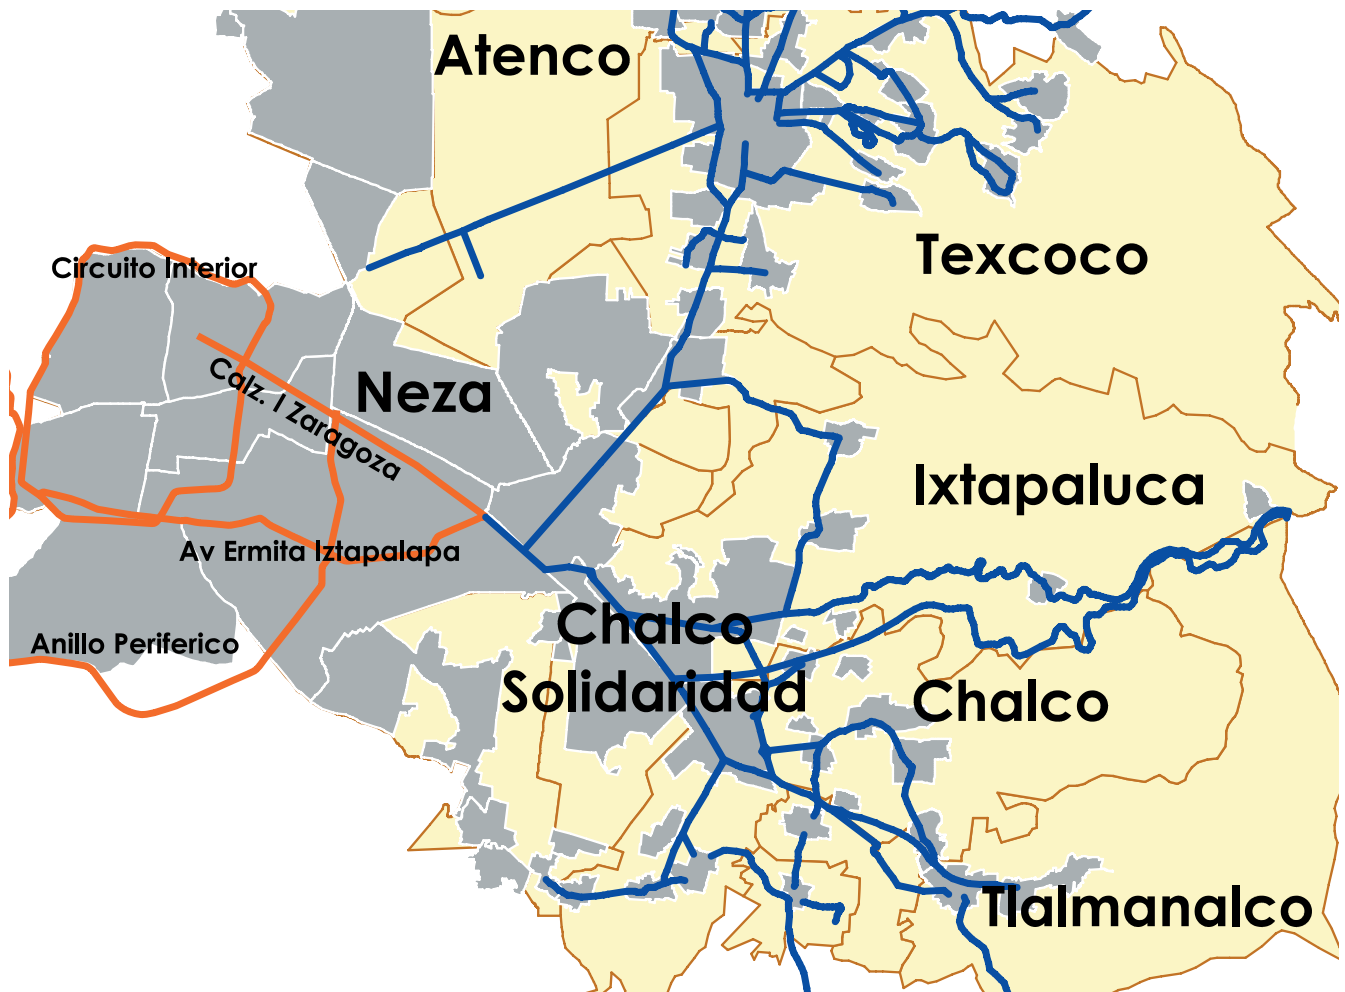 Atenco
Texcoco
Circuito Interior
Calz. I Zaragoza
Neza
Ixtapaluca
Av Ermita Iztapalapa
Chalco
Solidaridad
Anillo Periferico
Chalco
Tlalmanalco